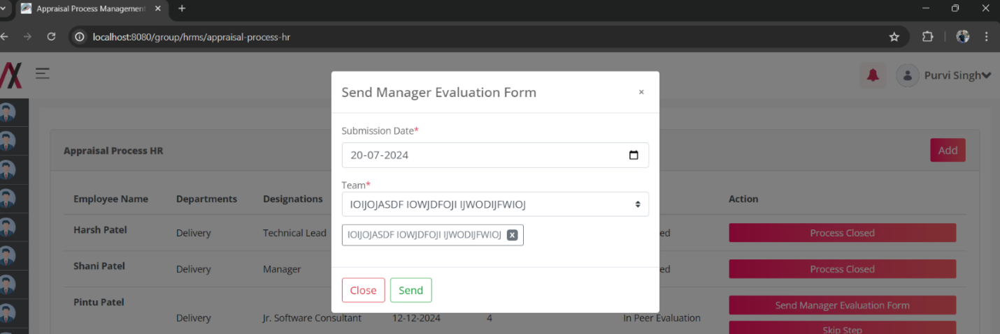 Appraisal Process Management
localhost:8080/group/hrms/appraisal-process-hr
Purvi Singh
Send Manager Evaluation Form
×
Submission Date*
20-07-2024
Team*
IOIJOJASDF IOWJDFOJI IJWODIJFWIOJ
IOIJOJASDF IOWJDFOJI IJWODIJFWIOJ x
Close Send
Appraisal Process HR Add
Employee Name Departments Designations Action
Harsh Patel Delivery Technical Lead ed Process Closed
Shani Patel Delivery Manager ed Process Closed
Pintu Patel Delivery Jr. Software Consultant 12-12-2024 4 In Peer Evaluation Send Manager Evaluation Form
Skip Step